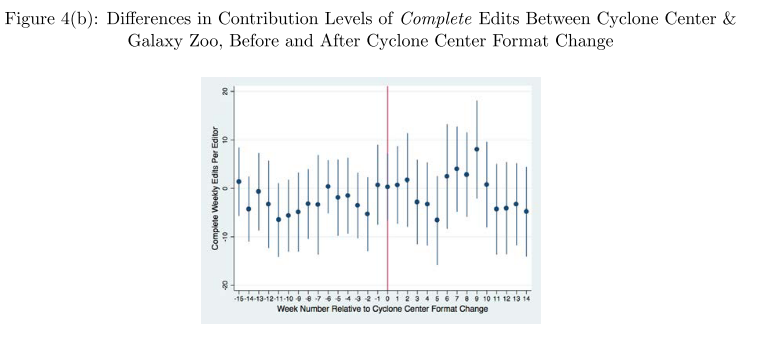 Figure 4(b): Differences in Contribution Levels of Complete Edits Between Cyclone Center &
Galaxy Zoo, Before and After Cyclone Center Format Change
Complete Weekly Edits Per Editor
20
10
0
-10
-20
-15 -14 -13 -12 -11 -10 -9 -8 -7 -6 -5 -4 -3 -2 -1 0 1 2 3 4 5 6 7 8 9 10 11 12 13 14
Week Number Relative to Cyclone Center Format Change